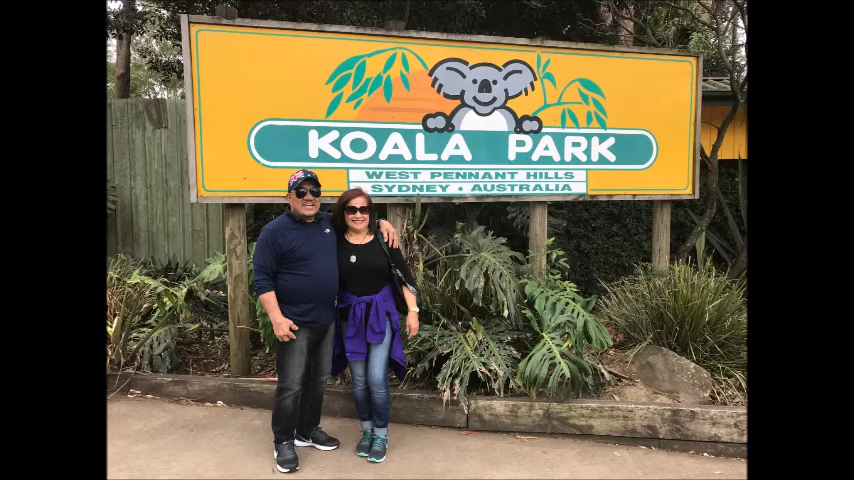 KOALA PARK
WEST PENNANT HILLS
SYDNEY • AUSTRALIA